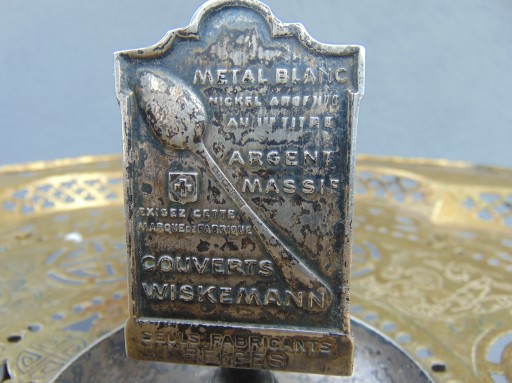 METAL BLANC
NICKEL ARGENTÉ
AU 1ER TITRE
ARGENT
MASSIF
EXIGEZ CETTE
MARQUE DE FABRIQUE
COUVERTS
WISKEMANN
SEULS FABRICANTS